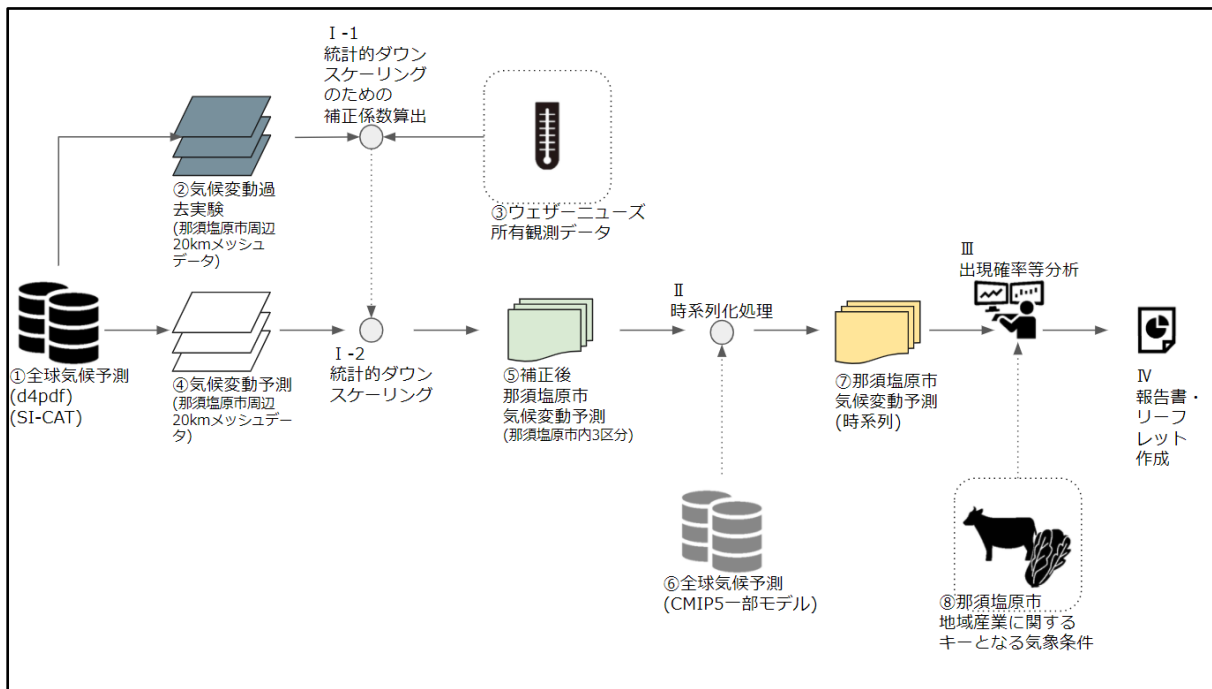 Ⅰ-1
統計的ダウン
スケーリング
のための
補正係数算出
②気候変動過
去実験
(那須塩原市周辺
20kmメッシュ
データ)
③ウェザーニューズ
所有観測データ
①全球気候予測
(d4pdf)
(SI-CAT)
④気候変動予測
(那須塩原市周辺
20kmメッシュデー
タ)
Ⅰ-2
統計的ダウン
スケーリング
⑤補正後
那須塩原市
気候変動予測
(那須塩原市内3区分)
Ⅱ
時系列化処理
⑥全球気候予測
(CMIP5一部モデル)
⑦那須塩原市
気候変動予測
(時系列)
Ⅲ
出現確率等分析
⑧那須塩原市
地域産業に関する
キーとなる気象条件
Ⅳ
報告書・
リーフ
レット
作成